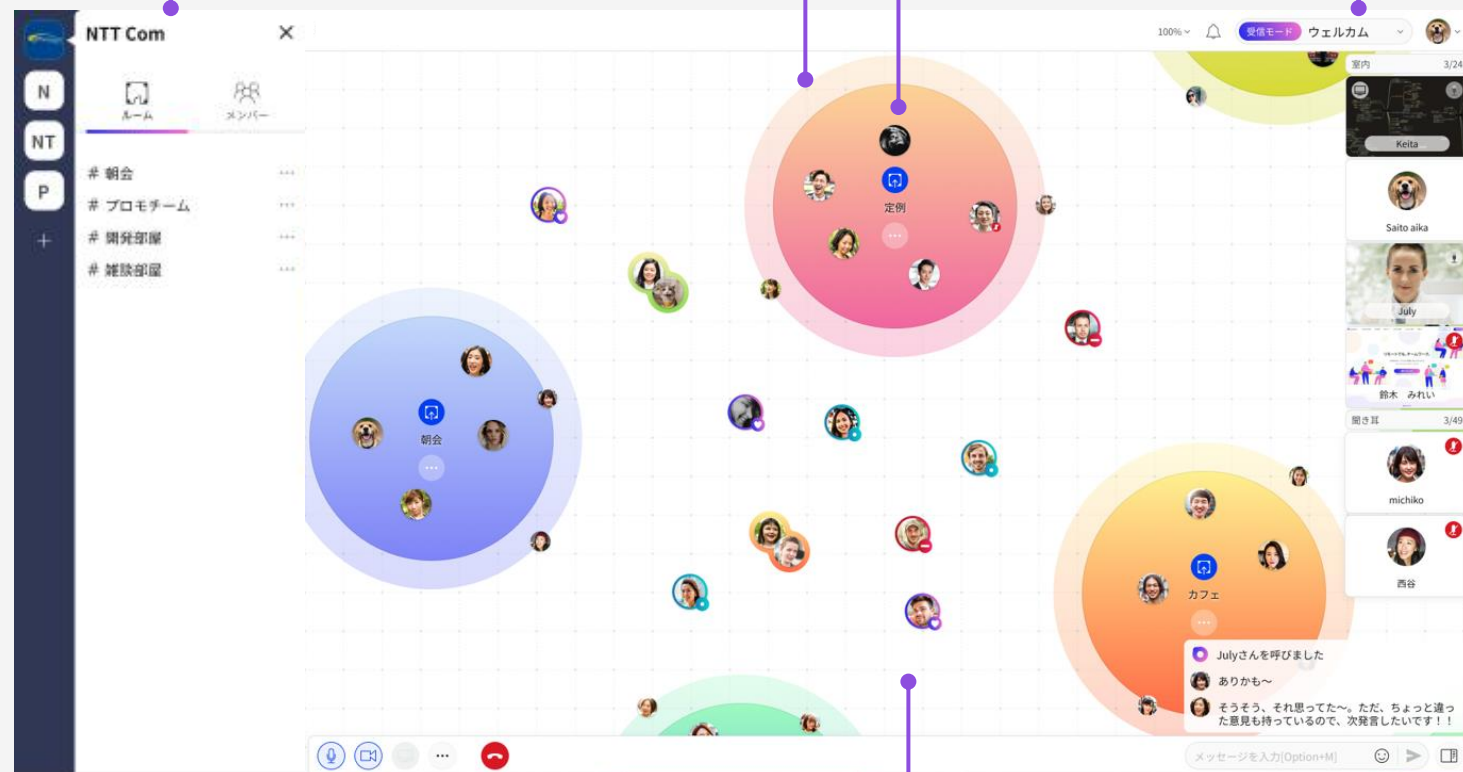 NTT Com
100%
受信モード
ウェルカム
N
NT
P
ルーム
メンバー
# 朝会
# プロモチーム
# 開発部屋
# 雑談部屋
定例
朝会
カフェ
室内
3/24
Keita
Saito aika
July
鈴木 みれい
聞き耳
3/49
michiko
西谷
Julyさんを呼びました
ありかも〜
そうそう、それ思ってた〜。ただ、ちょっと違っ
た意見も持っているので、次発言したいです！！
メッセージを入力[Option+M]